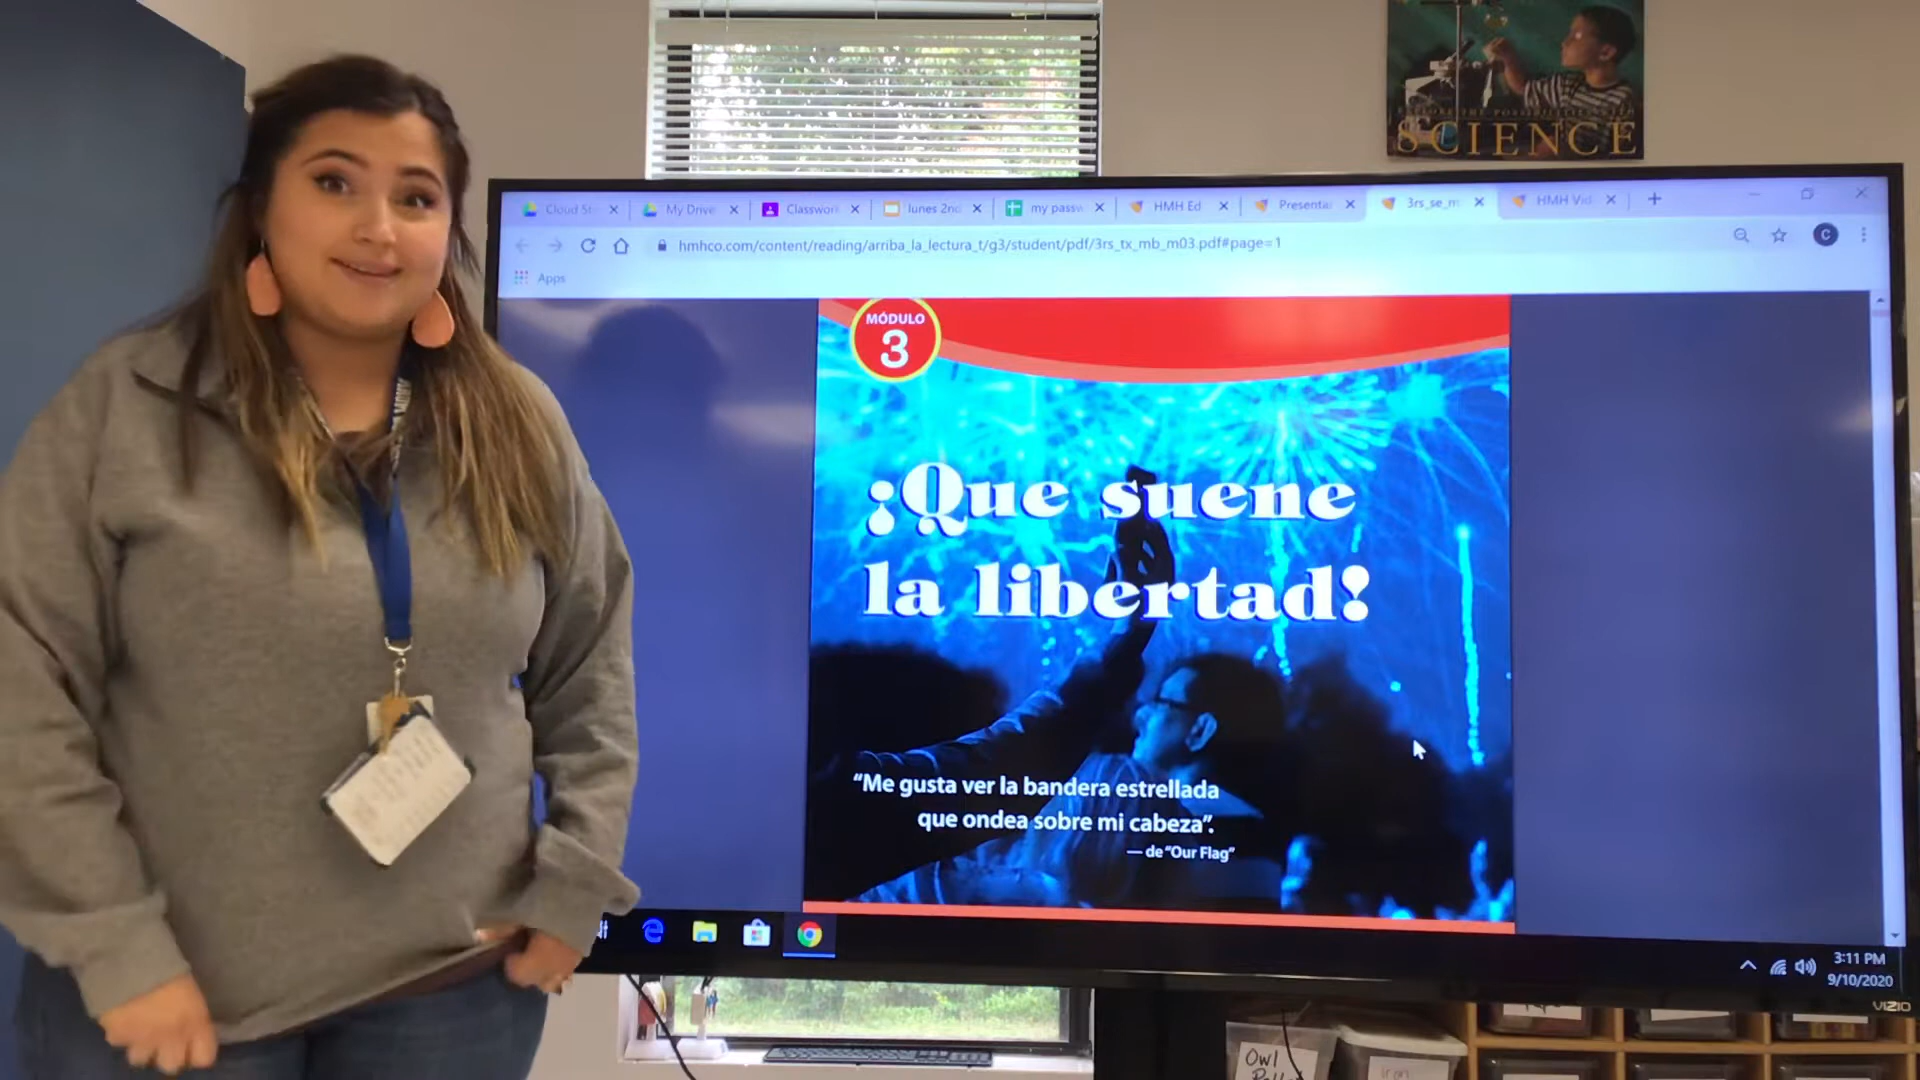 SCIENCE
Cloud St
My Drive
Classwork
lunes 2nd
my passw
HMH Ed
Presentat
3rs_se_m
HMH Vid
hmhco.com/content/reading/arriba_la_lectura_t/g3/student/pdf/3rs_tx_mb_m03.pdf#page=1
C
Apps
MÓDULO
3
¡Que suene
la libertad!
“Me gusta ver la bandera estrellada
que ondea sobre mi cabeza”.
— de “Our Flag”
3:11 PM
9/10/2020
VIZIO
Owl